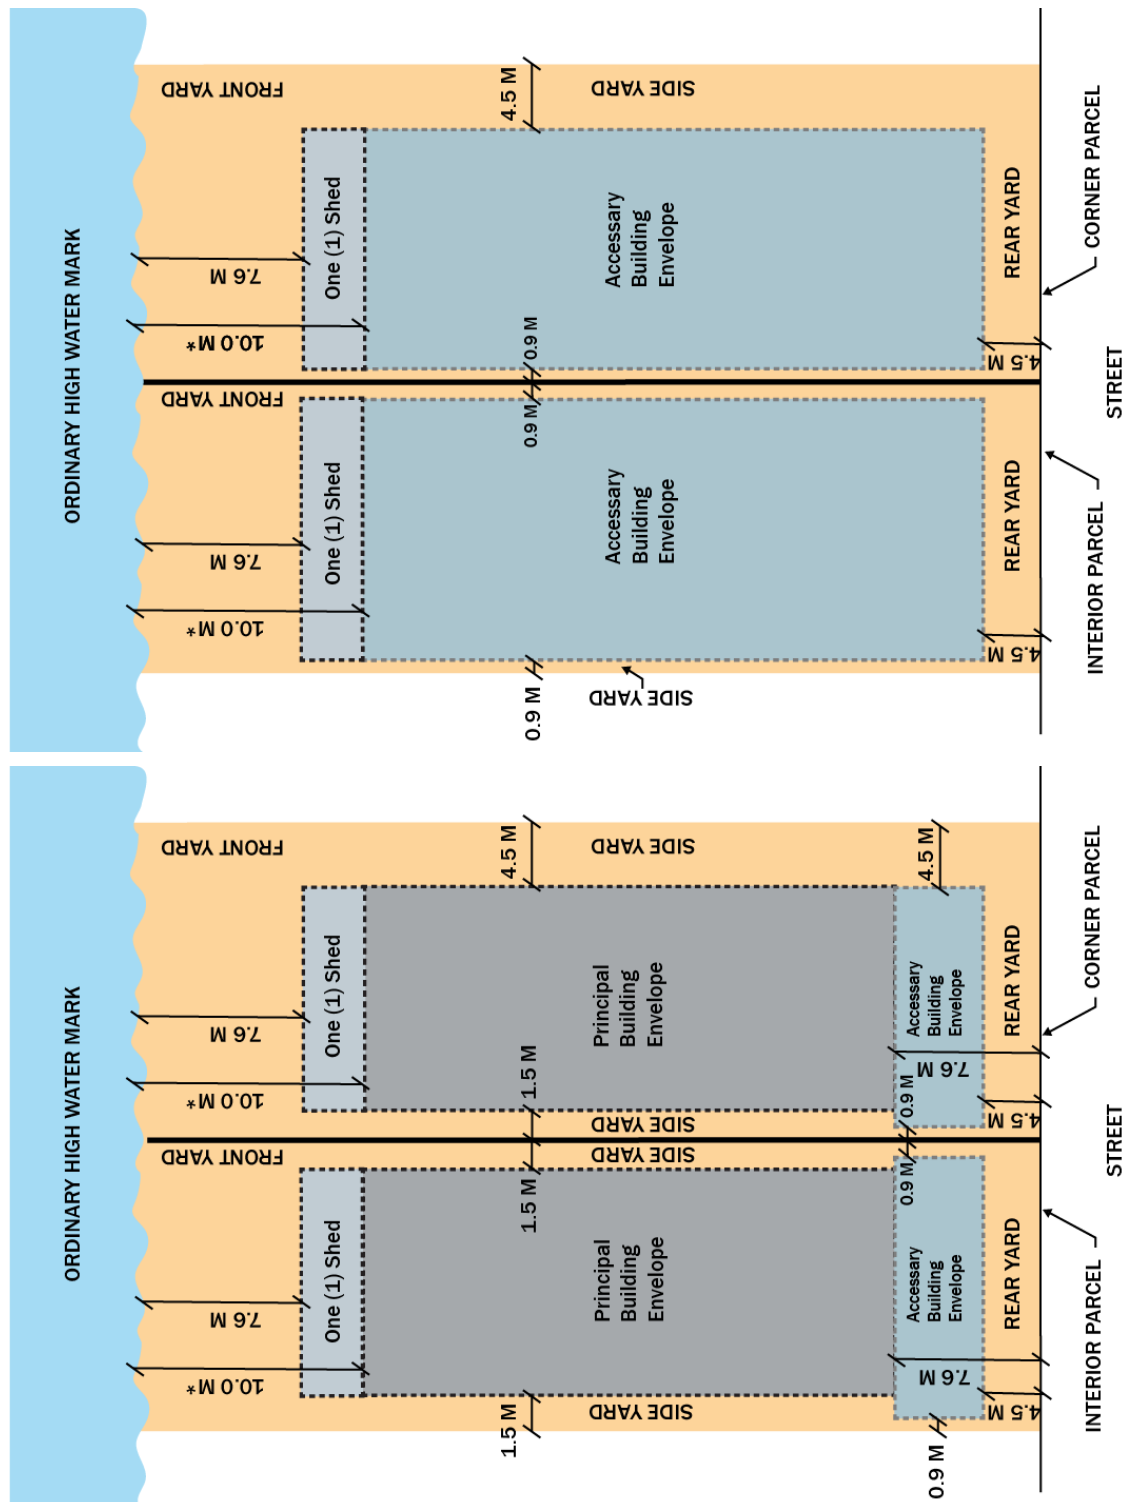 ORDINARY HIGH WATER MARK
FRONT YARD
4.5 M
SIDE YARD
One (1) Shed
7.6 M
10.0 M*
Accessary
Building
Envelope
0.9 M
REAR YARD
4.5 M
CORNER PARCEL
STREET
FRONT YARD
0.9 M
One (1) Shed
7.6 M
10.0 M*
Accessary
Building
Envelope
REAR YARD
4.5 M
INTERIOR PARCEL
0.9 M
SIDE YARD
ORDINARY HIGH WATER MARK
FRONT YARD
4.5 M
SIDE YARD
4.5 M
One (1) Shed
7.6 M
10.0 M*
Principal
Building
Envelope
1.5 M
SIDE YARD
Accessary
Building
Envelope
7.6 M
0.9 M
REAR YARD
4.5 M
CORNER PARCEL
STREET
FRONT YARD
SIDE YARD
1.5 M
0.9 M
One (1) Shed
7.6 M
10.0 M*
Principal
Building
Envelope
Accessary
Building
Envelope
7.6 M
REAR YARD
4.5 M
INTERIOR PARCEL
SIDE YARD
1.5 M
0.9 M